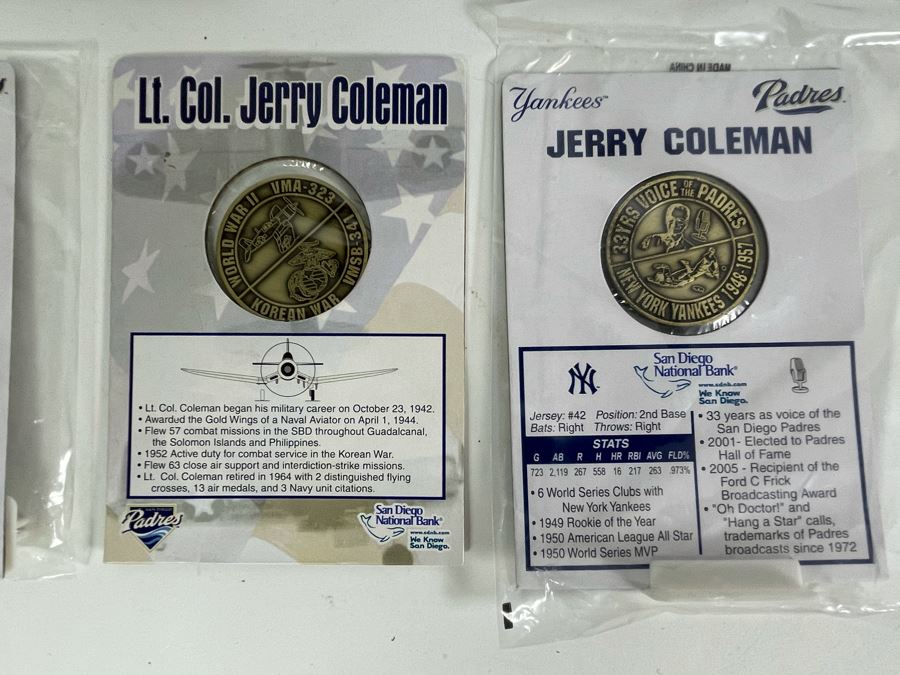 Lt. Col. Jerry Coleman
WORLD WAR II VMA-323
KOREAN WAR VMSB-341
• Lt. Col. Coleman began his military career on October 23, 1942.
• Awarded the Gold Wings of a Naval Aviator on April 1, 1944.
• Flew 57 combat missions in the SBD throughout Guadalcanal,
the Solomon Islands and Philippines.
• 1952 Active duty for combat service in the Korean War.
• Flew 63 close air support and interdiction-strike missions.
• Lt. Col. Coleman retired in 1964 with 2 distinguished flying
crosses, 13 air medals, and 3 Navy unit citations.
SAN DIEGO
Padres
San Diego
National Bank®
www.sdnb.com
We Know
San Diego.
MADE IN CHINA
Yankees™
Padres.
JERRY COLEMAN
33YRS VOICE OF THE PADRES
NEW YORK YANKEES 1948-1957
NY
San Diego
National Bank®
www.sdnb.com
We Know
San Diego.
Jersey: #42 Position: 2nd Base
Bats: Right Throws: Right
STATS
G AB R H HR RBI AVG FLD%
723 2,119 267 558 16 217 263 .973%
• 6 World Series Clubs with
New York Yankees
• 1949 Rookie of the Year
• 1950 American League All Star
• 1950 World Series MVP
• 33 years as voice of the
San Diego Padres
• 2001- Elected to Padres
Hall of Fame
• 2005 - Recipient of the
Ford C Frick
Broadcasting Award
• "Oh Doctor!" and
"Hang a Star" calls,
trademarks of Padres
broadcasts since 1972